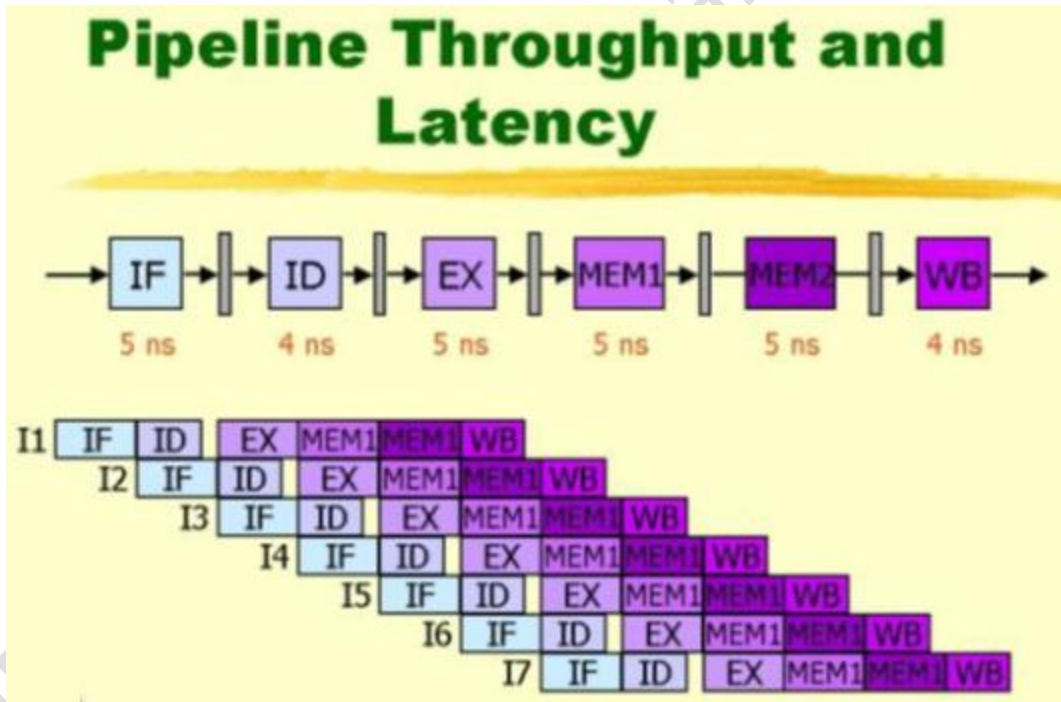 Pipeline Throughput and
Latency
IF ID EX MEM1 MEM2 WB
5 ns 4 ns 5 ns 5 ns 5 ns 4 ns
I1 IF ID EX MEM1 MEM1 WB
I2 IF ID EX MEM1 MEM1 WB
I3 IF ID EX MEM1 MEM1 WB
I4 IF ID EX MEM1 MEM1 WB
I5 IF ID EX MEM1 MEM1 WB
I6 IF ID EX MEM1 MEM1 WB
I7 IF ID EX MEM1 MEM1 WB